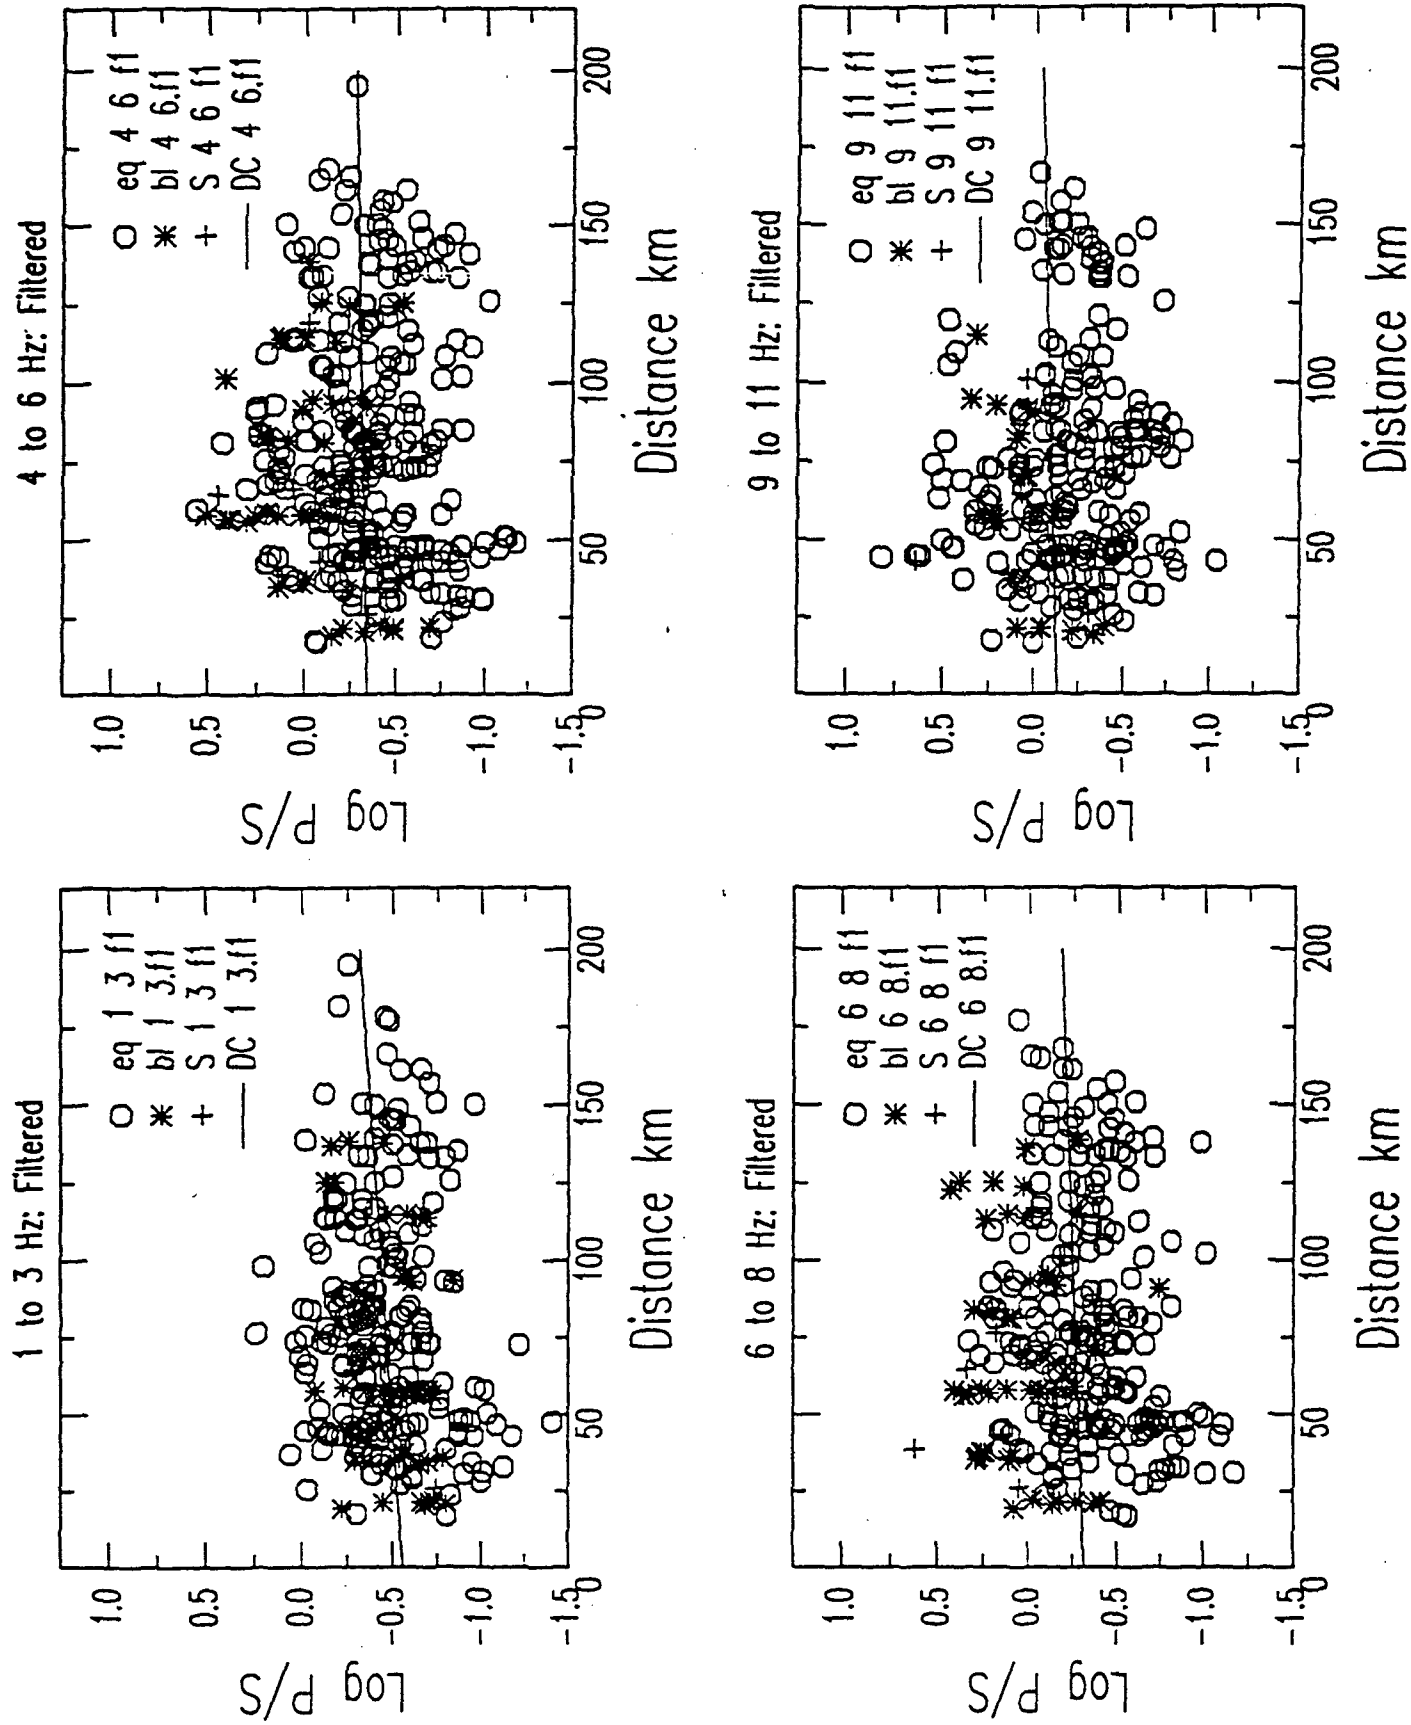 1 to 3 Hz: Filtered
eq 1 3 f1
bl 1 3.f1
S 1 3 f1
DC 1 3.f1
Log P/S
1.0
0.5
0.0
-0.5
-1.0
-1.5
0
50
100
150
200
Distance km
4 to 6 Hz: Filtered
eq 4 6 f1
bl 4 6.f1
S 4 6 f1
DC 4 6.f1
Log P/S
1.0
0.5
0.0
-0.5
-1.0
-1.5
0
50
100
150
200
Distance km
6 to 8 Hz: Filtered
eq 6 8 f1
bl 6 8.f1
S 6 8 f1
DC 6 8.f1
Log P/S
1.0
0.5
0.0
-0.5
-1.0
-1.5
0
50
100
150
200
Distance km
9 to 11 Hz: Filtered
eq 9 11 f1
bl 9 11.f1
S 9 11 f1
DC 9 11.f1
Log P/S
1.0
0.5
0.0
-0.5
-1.0
-1.5
0
50
100
150
200
Distance km